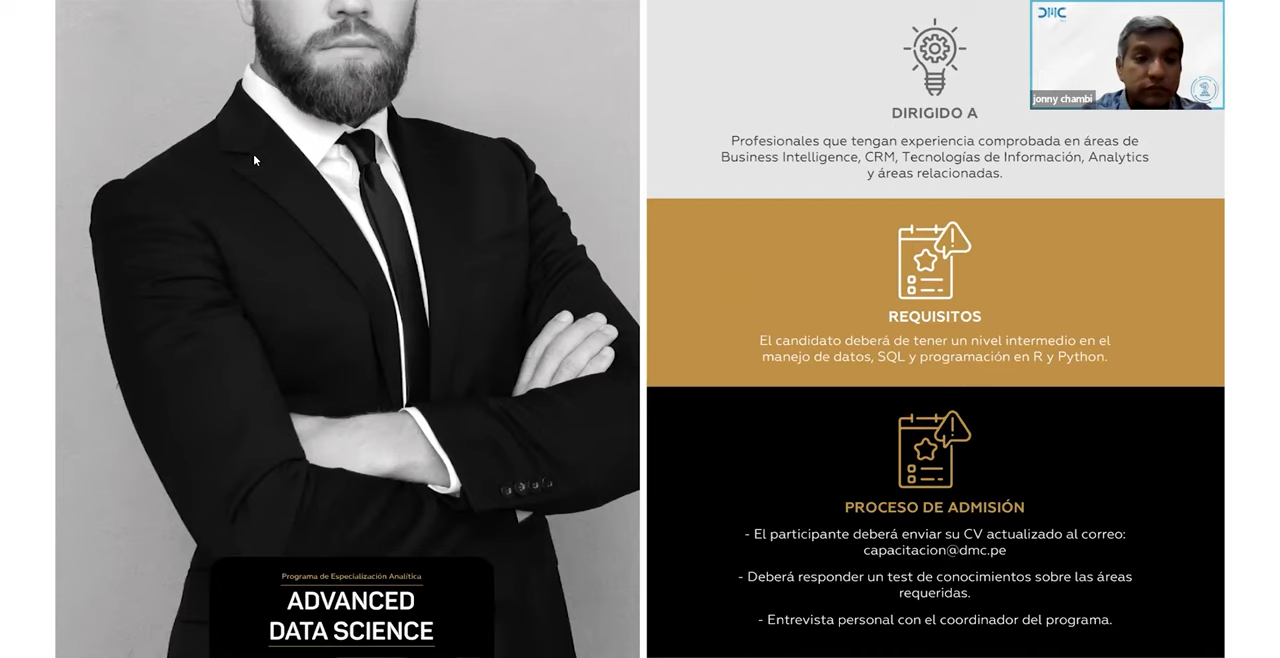 Programa de Especialización Analítica
ADVANCED
DATA SCIENCE
DIRIGIDO A
Profesionales que tengan experiencia comprobada en áreas de
Business Intelligence, CRM, Tecnologías de Información, Analytics
y áreas relacionadas.
REQUISITOS
El candidato deberá de tener un nivel intermedio en el
manejo de datos, SQL y programación en R y Python.
PROCESO DE ADMISIÓN
- El participante deberá enviar su CV actualizado al correo:
capacitacion@dmc.pe
- Deberá responder un test de conocimientos sobre las áreas
requeridas.
- Entrevista personal con el coordinador del programa.
DMC
jonny chambi